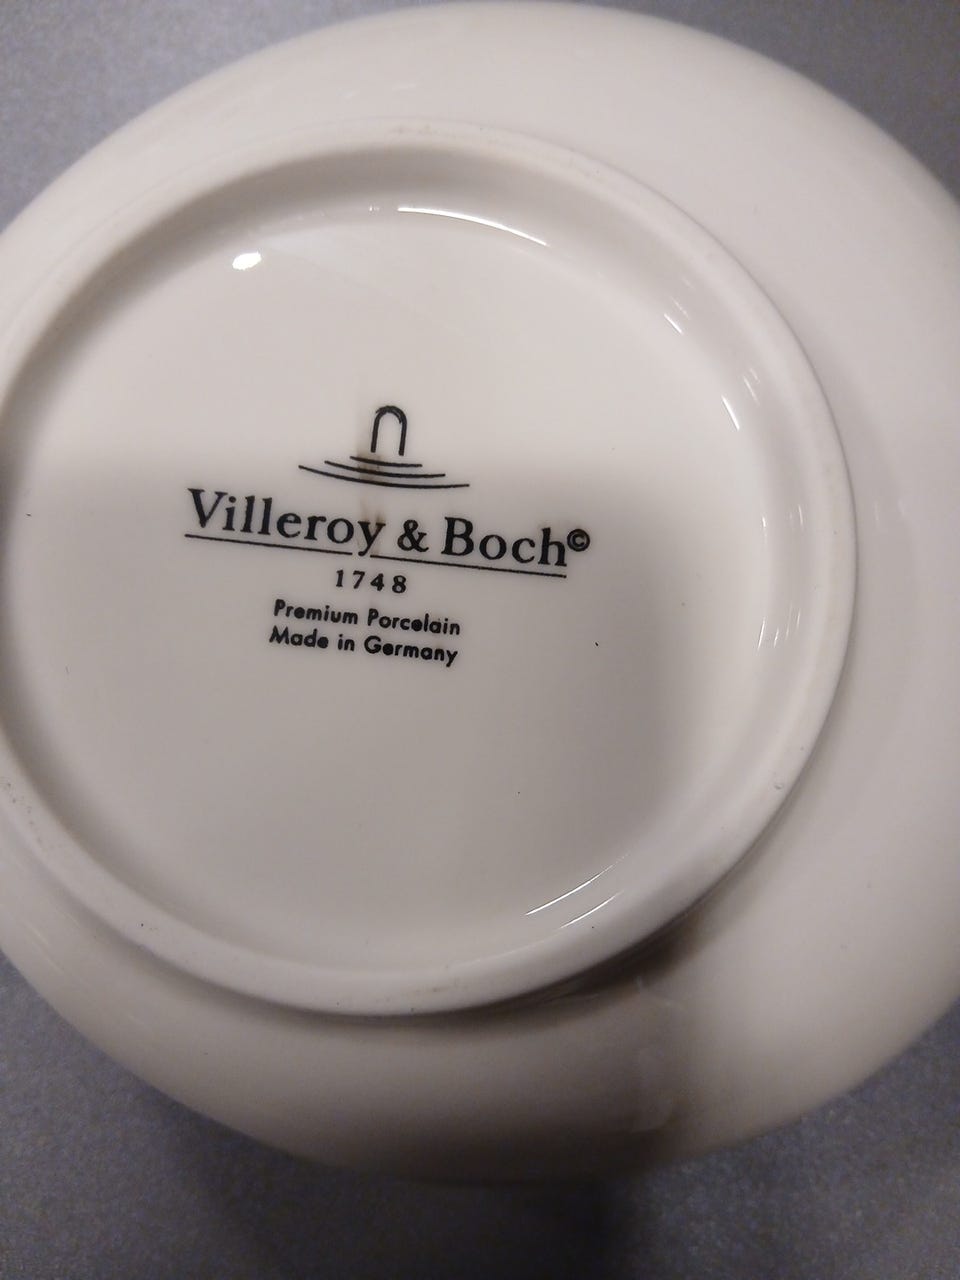 Villeroy & Boch©
1748
Premium Porcelain
Made in Germany